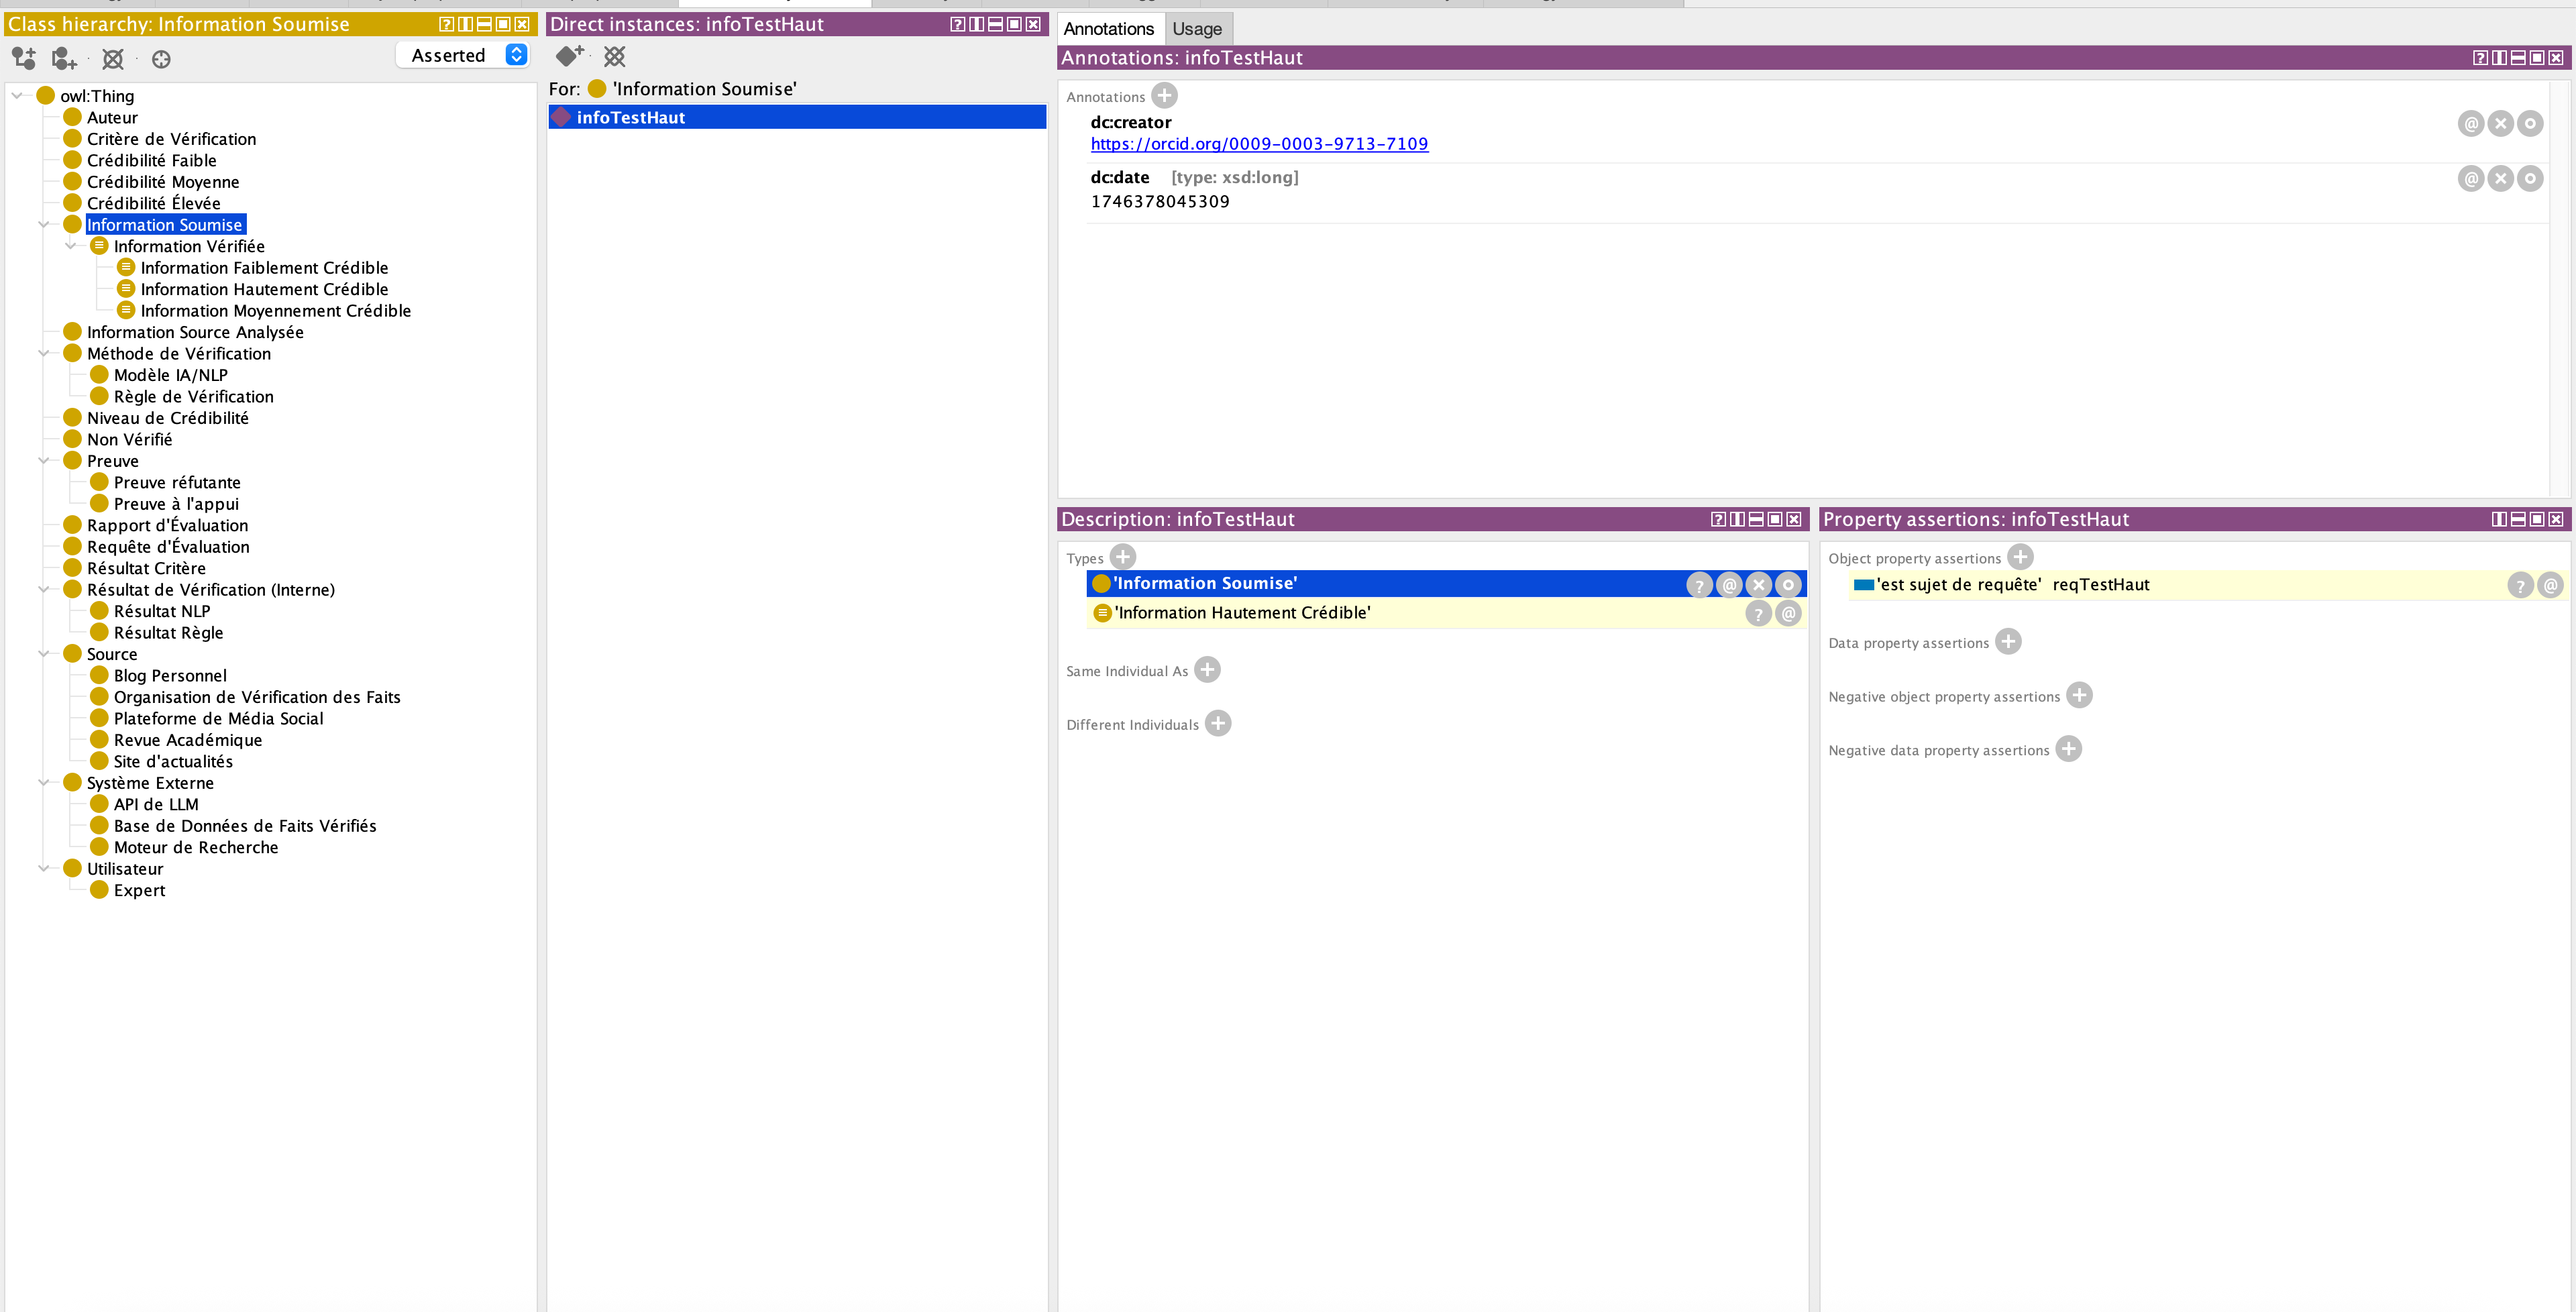 Class hierarchy: Information Soumise
Asserted
owl:Thing
Auteur
Critère de Vérification
Crédibilité Faible
Crédibilité Moyenne
Crédibilité Élevée
Information Soumise
Information Vérifiée
Information Faiblement Crédible
Information Hautement Crédible
Information Moyennement Crédible
Information Source Analysée
Méthode de Vérification
Modèle IA/NLP
Règle de Vérification
Niveau de Crédibilité
Non Vérifié
Preuve
Preuve réfutante
Preuve à l'appui
Rapport d'Évaluation
Requête d'Évaluation
Résultat Critère
Résultat de Vérification (Interne)
Résultat NLP
Résultat Règle
Source
Blog Personnel
Organisation de Vérification des Faits
Plateforme de Média Social
Revue Académique
Site d'actualités
Système Externe
API de LLM
Base de Données de Faits Vérifiés
Moteur de Recherche
Utilisateur
Expert
Direct instances: infoTestHaut
For: 'Information Soumise'
infoTestHaut
Annotations Usage
Annotations: infoTestHaut
Annotations
dc:creator
https://orcid.org/0009-0003-9713-7109
dc:date [type: xsd:long]
1746378045309
Description: infoTestHaut
Types
'Information Soumise'
'Information Hautement Crédible'
Same Individual As
Different Individuals
Property assertions: infoTestHaut
Object property assertions
'est sujet de requête' reqTestHaut
Data property assertions
Negative object property assertions
Negative data property assertions